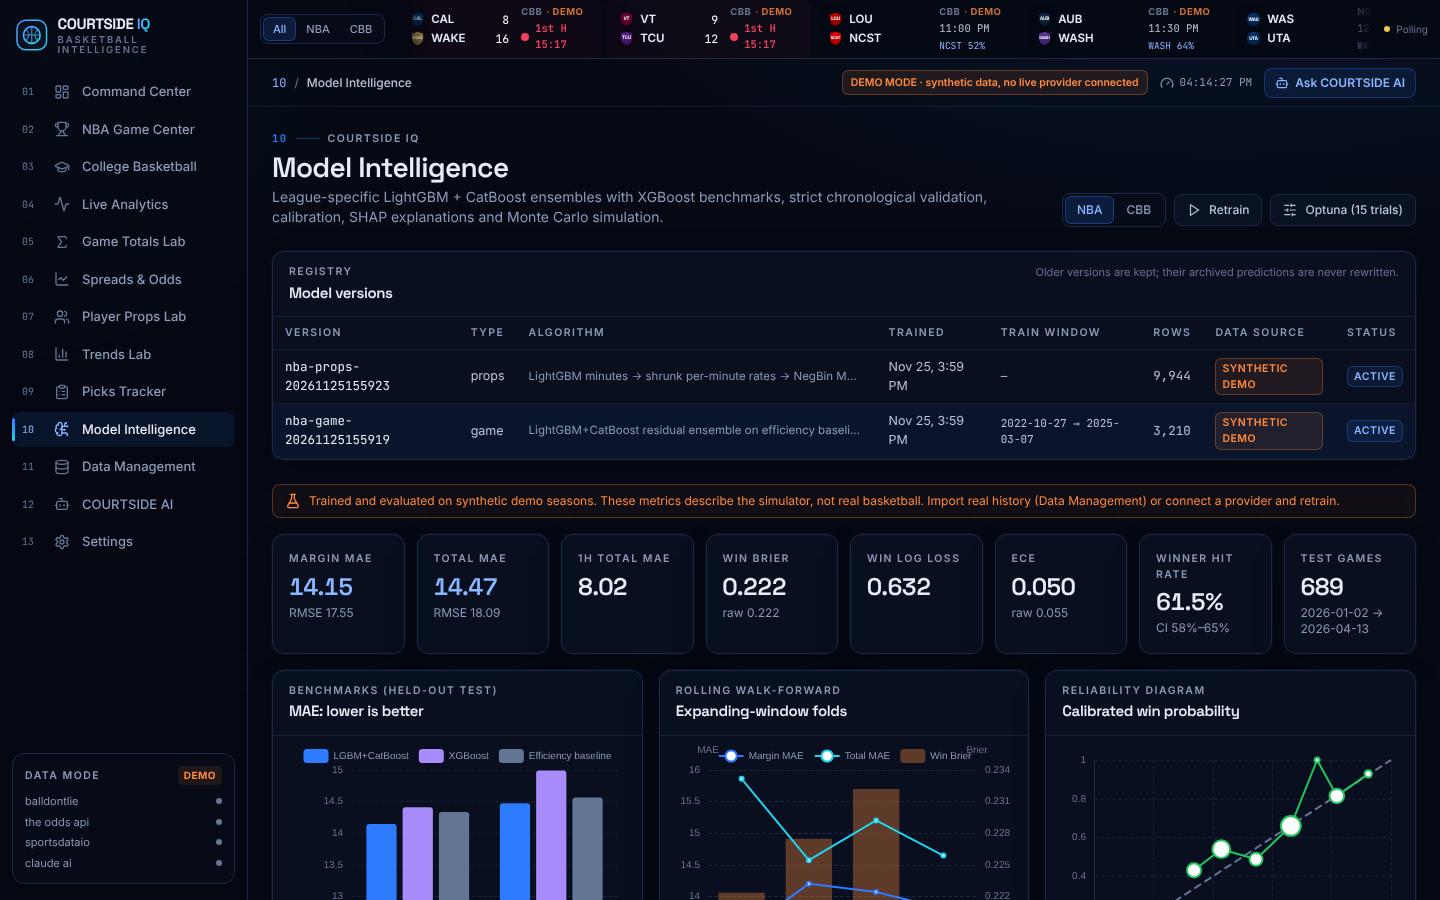 COURTSIDE IQ
BASKETBALL
INTELLIGENCE
All NBA CBB
CAL 8
WAKE 16
CBB · DEMO
1st H
15:17
VT 9
TCU 12
CBB · DEMO
1st H
15:17
LOU
NCST
CBB · DEMO
11:00 PM
NCST 52%
AUB
WASH
CBB · DEMO
11:30 PM
WASH 64%
WAS
UTA
Polling
01 Command Center
02 NBA Game Center
03 College Basketball
04 Live Analytics
05 Game Totals Lab
06 Spreads & Odds
07 Player Props Lab
08 Trends Lab
09 Picks Tracker
10 Model Intelligence
11 Data Management
12 COURTSIDE AI
13 Settings
DATA MODE DEMO
balldontlie
the odds api
sportsdataio
claude ai
10 / Model Intelligence
DEMO MODE · synthetic data, no live provider connected
04:14:27 PM
Ask COURTSIDE AI
10 COURTSIDE IQ
Model Intelligence
League-specific LightGBM + CatBoost ensembles with XGBoost benchmarks, strict chronological validation,
calibration, SHAP explanations and Monte Carlo simulation.
NBA CBB
Retrain
Optuna (15 trials)
REGISTRY
Model versions
Older versions are kept; their archived predictions are never rewritten.
VERSION TYPE ALGORITHM TRAINED TRAIN WINDOW ROWS DATA SOURCE STATUS
nba-props-
20261125155923
props
LightGBM minutes → shrunk per-minute rates → NegBin M...
Nov 25, 3:59
PM
–
9,944
SYNTHETIC
DEMO
ACTIVE
nba-game-
20261125155919
game
LightGBM+CatBoost residual ensemble on efficiency baseli...
Nov 25, 3:59
PM
2022-10-27 → 2025-
03-07
3,210
SYNTHETIC
DEMO
ACTIVE
Trained and evaluated on synthetic demo seasons. These metrics describe the simulator, not real basketball. Import real history (Data Management) or connect a provider and retrain.
MARGIN MAE
14.15
RMSE 17.55
TOTAL MAE
14.47
RMSE 18.09
1H TOTAL MAE
8.02
WIN BRIER
0.222
raw 0.222
WIN LOG LOSS
0.632
ECE
0.050
raw 0.055
WINNER HIT
RATE
61.5%
CI 58%–65%
TEST GAMES
689
2026-01-02 →
2026-04-13
BENCHMARKS (HELD-OUT TEST)
MAE: lower is better
LGBM+CatBoost XGBoost Efficiency baseline
15
14.5
14
13.5
13
ROLLING WALK-FORWARD
Expanding-window folds
MAE Margin MAE Total MAE Win Brier Brier
16 0.234
15.5 0.231
15 0.228
14.5 0.225
14 0.222
RELIABILITY DIAGRAM
Calibrated win probability
1
0.8
0.6
0.4